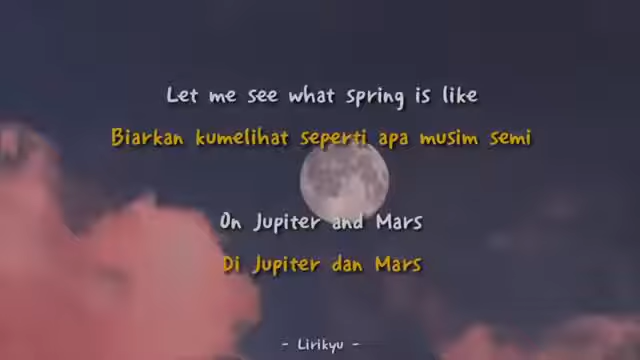 Let me see what spring is like
Biarkan kumelihat seperti apa musim semi
On Jupiter and Mars
Di Jupiter dan Mars
- Lirikyu -